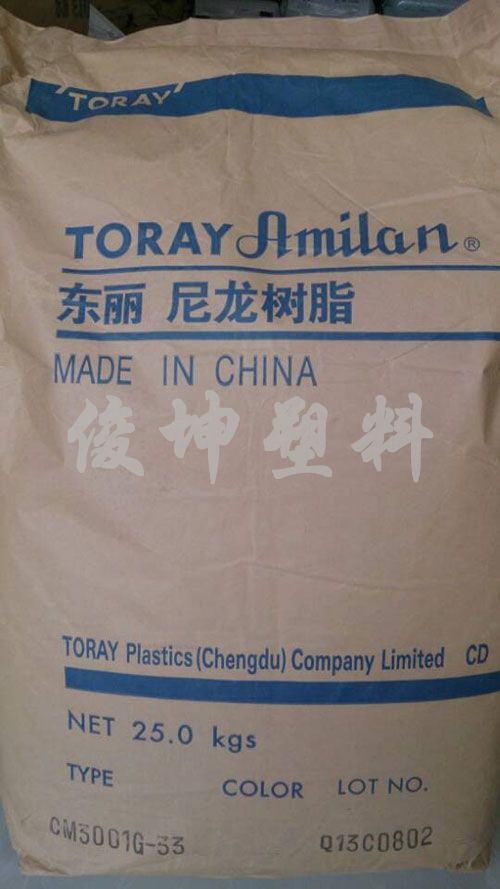 TORAY
TORAY Amilan®
东丽 尼龙树脂
MADE IN CHINA
俊坤塑料
TORAY Plastics (Chengdu) Company Limited CD
NET 25.0 kgs
TYPE COLOR LOT NO.
CM3001G-33 Q13C0802